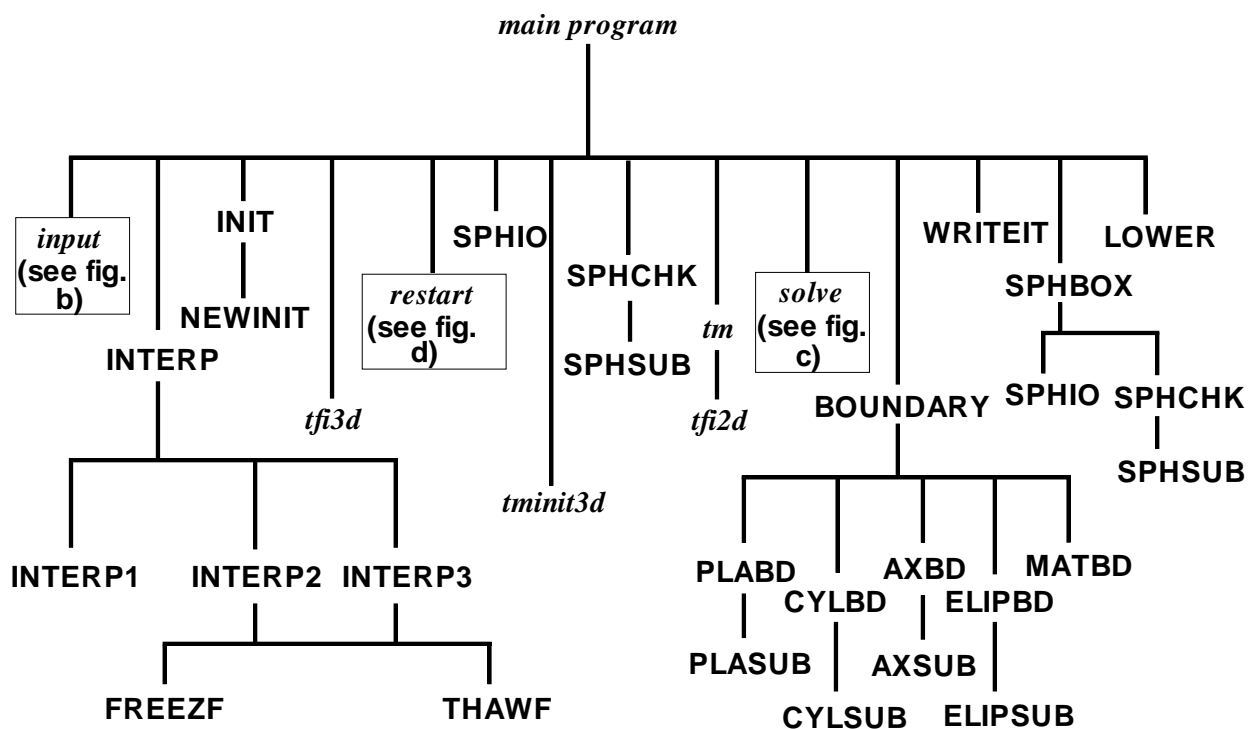 main program
input
(see fig.
b)
INTERP
INIT
NEWINIT
tfi3d
restart
(see fig.
d)
SPHIO
tminit3d
SPHCHK
SPHSUB
tm
tfi2d
solve
(see fig.
c)
BOUNDARY
WRITEIT
SPHBOX
LOWER
SPHIO
SPHCHK
SPHSUB
INTERP1
INTERP2
INTERP3
FREEZF
THAWF
PLABD
PLASUB
CYLBD
CYLSUB
AXBD
AXSUB
ELIPBD
ELIPSUB
MATBD